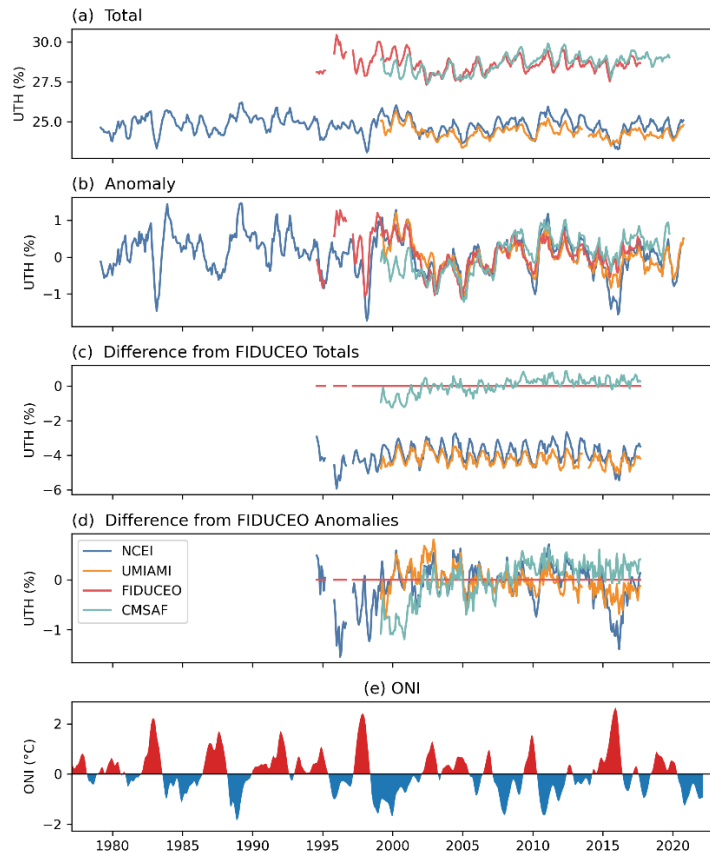 (a) Total
30.0
27.5
25.0
UTH (%)
(b) Anomaly
1
0
−1
UTH (%)
(c) Difference from FIDUCEO Totals
0
−2
−4
−6
UTH (%)
(d) Difference from FIDUCEO Anomalies
NCEI
UMIAMI
FIDUCEO
CMSAF
0
−1
UTH (%)
(e) ONI
2
0
−2
ONI (°C)
1980 1985 1990 1995 2000 2005 2010 2015 2020